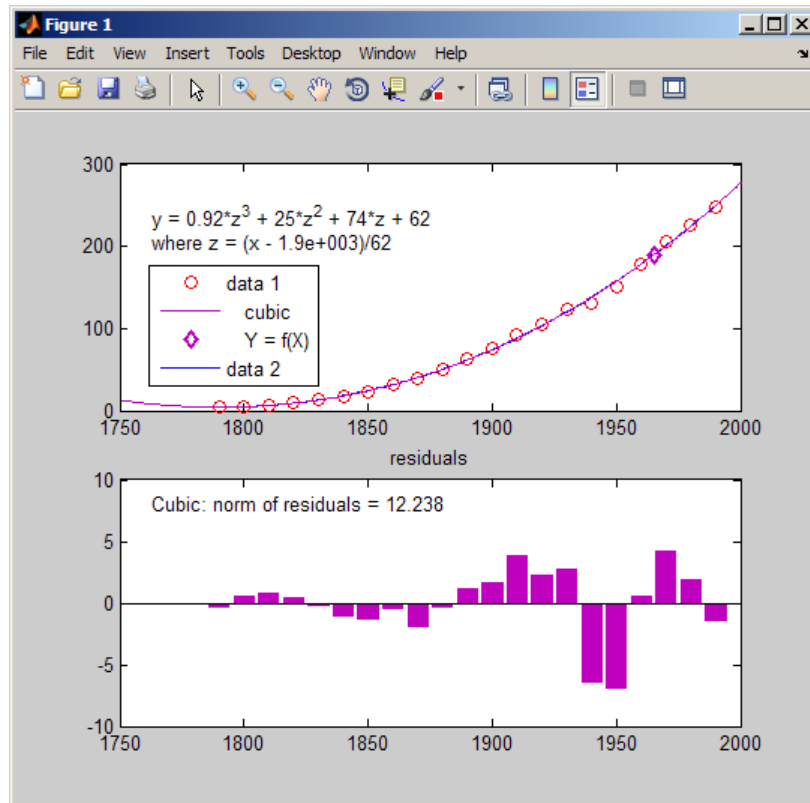 Figure 1
File Edit View Insert Tools Desktop Window Help
300
y = 0.92*z³ + 25*z² + 74*z + 62
where z = (x - 1.9e+003)/62
200
data 1
cubic
Y = f(X)
data 2
100
0
1750 1800 1850 1900 1950 2000
residuals
10
Cubic: norm of residuals = 12.238
5
0
-5
-10
1750 1800 1850 1900 1950 2000